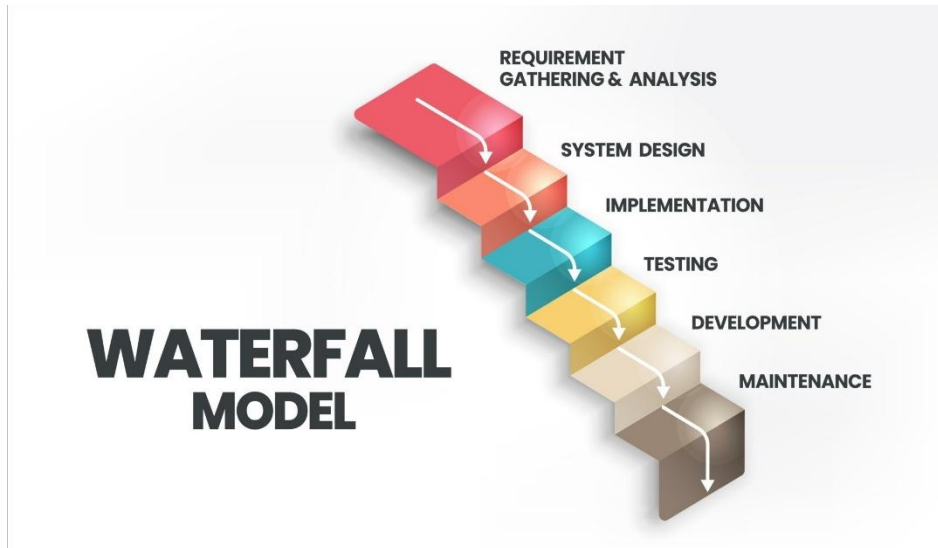 REQUIREMENT
GATHERING & ANALYSIS
SYSTEM DESIGN
IMPLEMENTATION
TESTING
DEVELOPMENT
MAINTENANCE
WATERFALL
MODEL